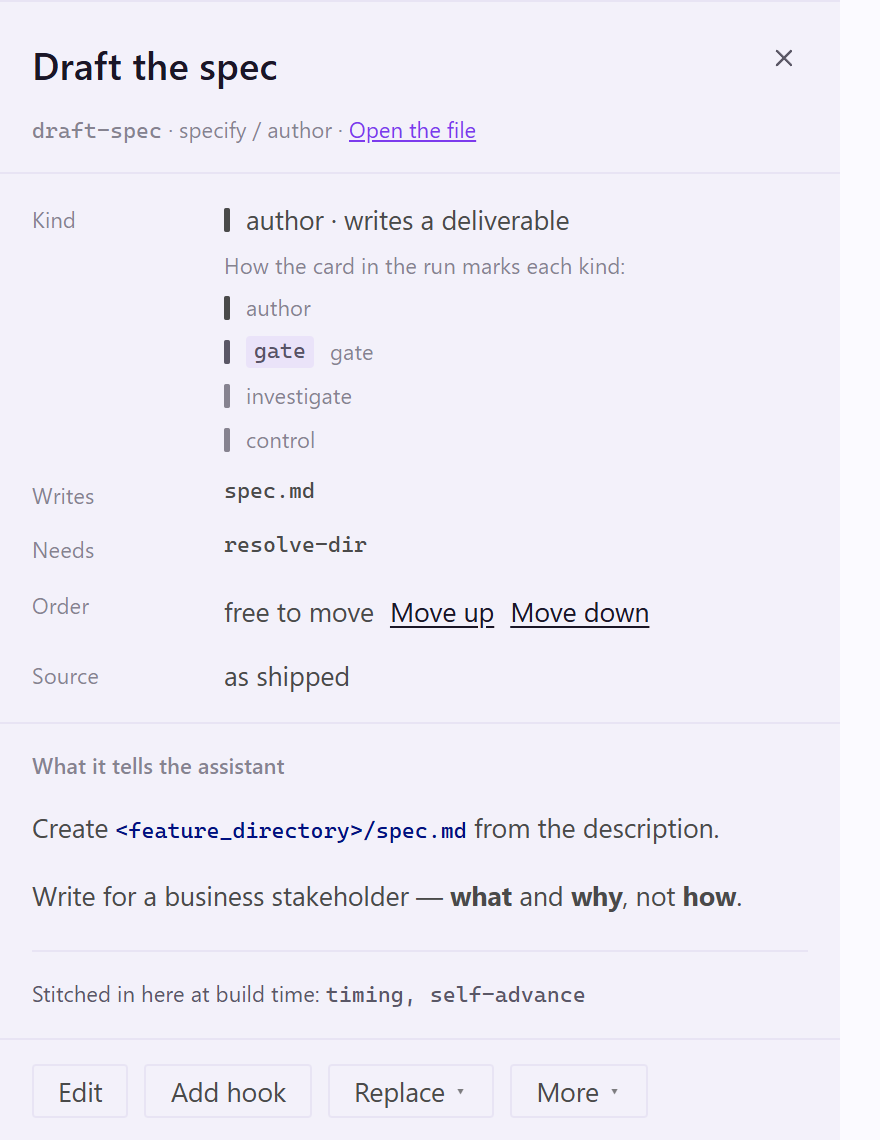 Draft the spec
draft-spec · specify / author · Open the file
Kind
author · writes a deliverable
How the card in the run marks each kind:
author
gate gate
investigate
control
Writes
spec.md
Needs
resolve-dir
Order
free to move Move up Move down
Source
as shipped
What it tells the assistant
Create <feature_directory>/spec.md from the description.
Write for a business stakeholder — what and why, not how.
Stitched in here at build time: timing, self-advance
Edit Add hook Replace More